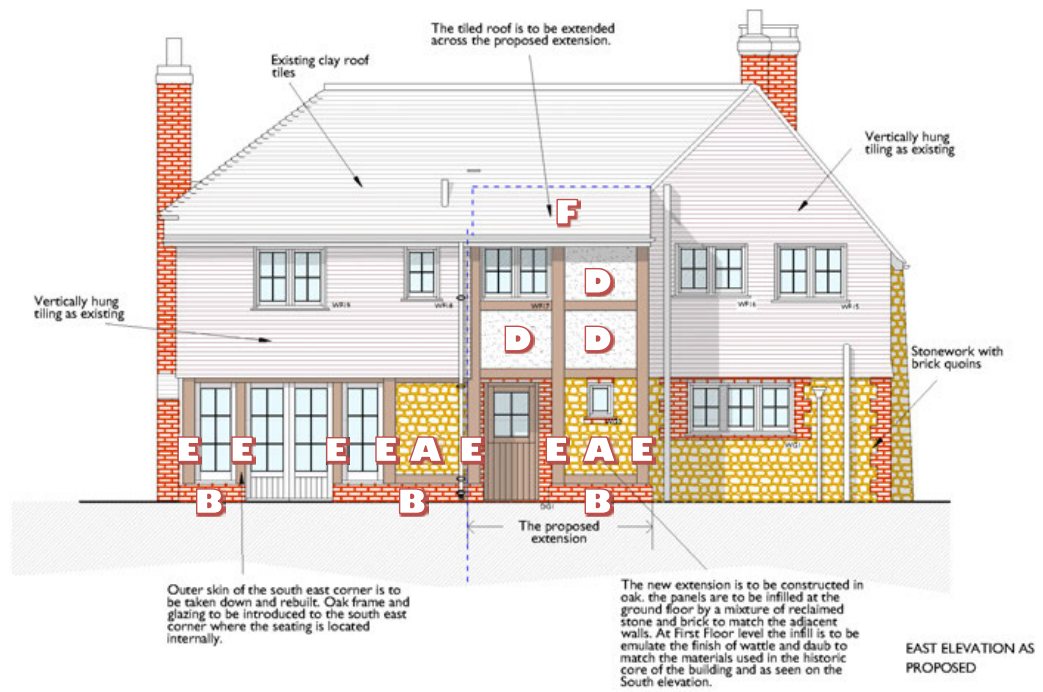 The tiled roof is to be extended
across the proposed extension.
Existing clay roof
tiles
Vertically hung
tiling as existing
F
D
Vertically hung
tiling as existing
D
D
Stonework with
brick quoins
E
E
E
E
A
E
E
A
E
B
B
B
DG1
The proposed
extension
Outer skin of the south east corner is to
be taken down and rebuilt. Oak frame and
glazing to be introduced to the south east
corner where the seating is located
internally.
The new extension is to be constructed in
oak. the panels are to be infilled at the
ground floor by a mixture of reclaimed
stone and brick to match the adjacent
walls. At First Floor level the infill is to be
emulate the finish of wattle and daub to
match the materials used in the historic
core of the building and as seen on the
South elevation.
EAST ELEVATION AS
PROPOSED